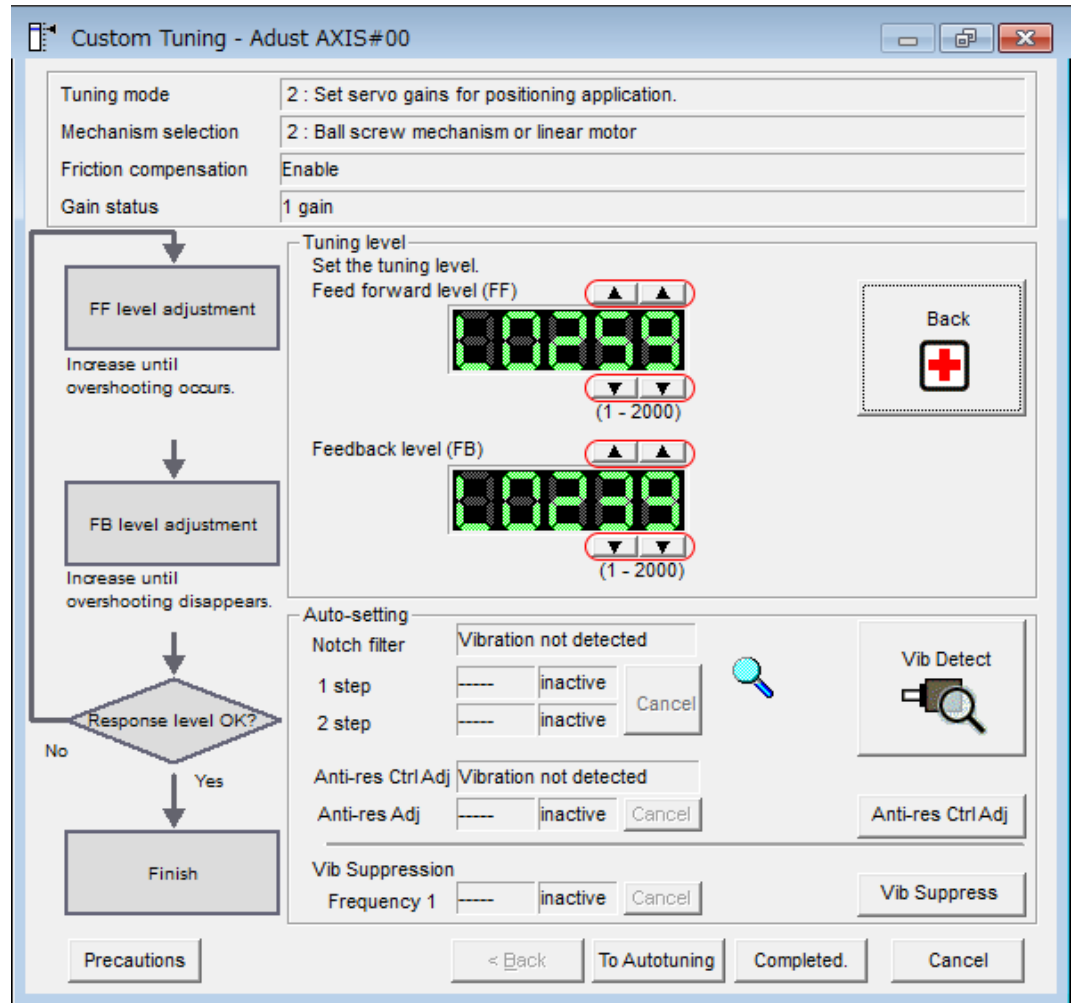 Custom Tuning - Adust AXIS#00
Tuning mode 2 : Set servo gains for positioning application.
Mechanism selection 2 : Ball screw mechanism or linear motor
Friction compensation Enable
Gain status 1 gain
FF level adjustment
Increase until
overshooting occurs.
FB level adjustment
Increase until
overshooting disappears.
Response level OK?
No
Yes
Finish
Tuning level
Set the tuning level.
Feed forward level (FF)
L0259
(1 - 2000)
Feedback level (FB)
L0239
(1 - 2000)
Back
Auto-setting
Notch filter Vibration not detected
1 step ----- inactive
2 step ----- inactive
Cancel
Vib Detect
Anti-res Ctrl Adj Vibration not detected
Anti-res Adj ----- inactive Cancel
Anti-res Ctrl Adj
Vib Suppression
Frequency 1 ----- inactive Cancel
Vib Suppress
Precautions < Back To Autotuning Completed. Cancel